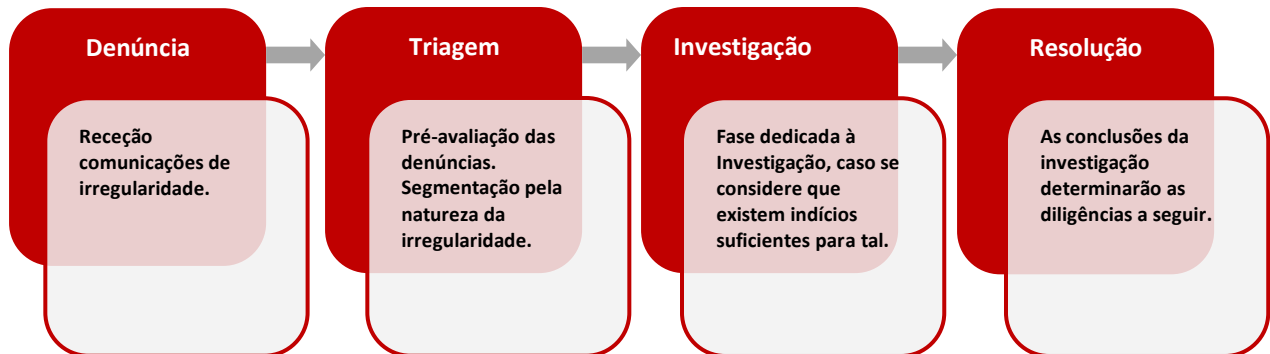 Denúncia
Receção
comunicações de
irregularidade.
Triagem
Pré-avaliação das
denúncias.
Segmentação pela
natureza da
irregularidade.
Investigação
Fase dedicada à
Investigação, caso se
considere que
existem indícios
suficientes para tal.
Resolução
As conclusões da
investigação
determinarão as
diligências a seguir.